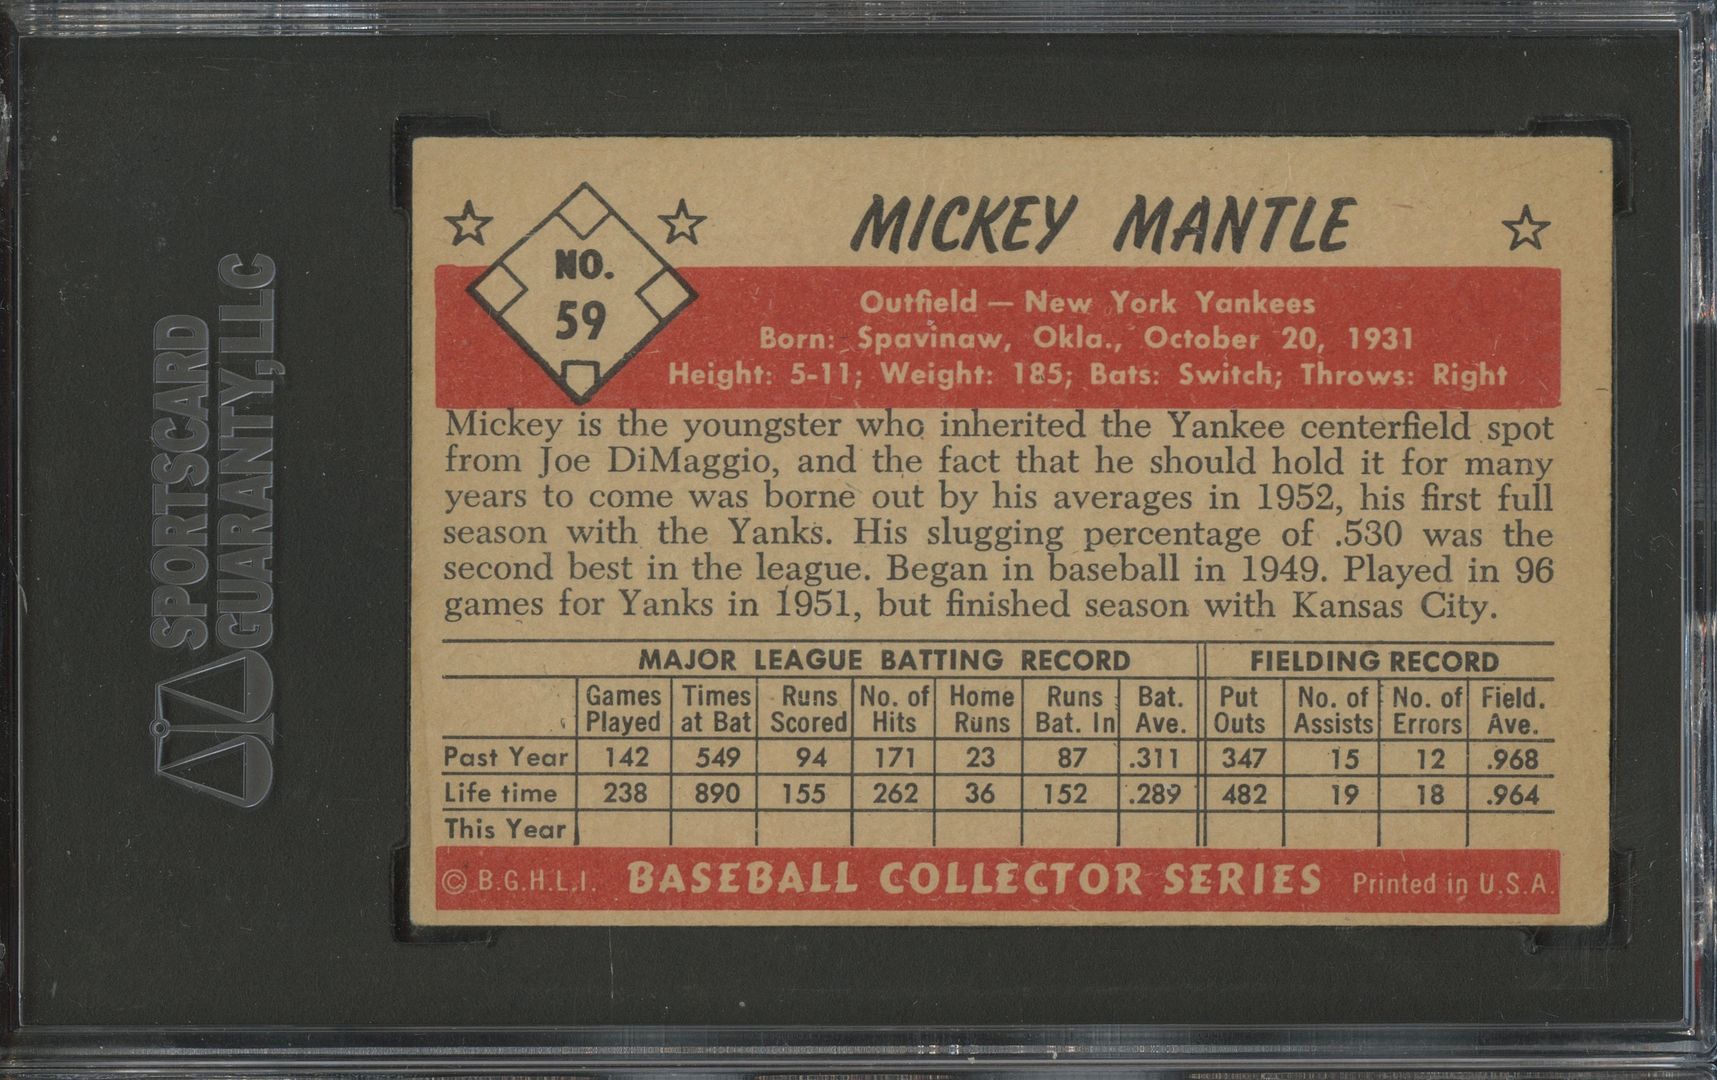 SPORTSCARD
GUARANTY, LLC
NO.
59
MICKEY MANTLE
Outfield — New York Yankees
Born: Spavinaw, Okla., October 20, 1931
Height: 5-11; Weight: 185; Bats: Switch; Throws: Right
Mickey is the youngster who inherited the Yankee centerfield spot
from Joe DiMaggio, and the fact that he should hold it for many
years to come was borne out by his averages in 1952, his first full
season with the Yanks. His slugging percentage of .530 was the
second best in the league. Began in baseball in 1949. Played in 96
games for Yanks in 1951, but finished season with Kansas City.
MAJOR LEAGUE BATTING RECORD FIELDING RECORD
Games Times Runs No. of Home Runs Bat. Put No. of No. of Field.
Played at Bat Scored Hits Runs Bat. In Ave. Outs Assists Errors Ave.
Past Year 142 549 94 171 23 87 .311 347 15 12 .968
Life time 238 890 155 262 36 152 .289 482 19 18 .964
This Year
© B.G.H.L.I. BASEBALL COLLECTOR SERIES Printed in U.S.A.